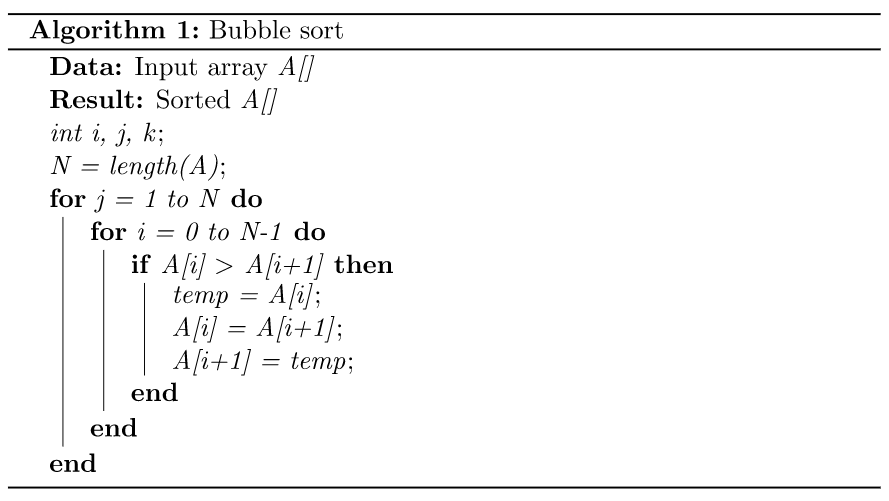 Algorithm 1: Bubble sort
Data: Input array A[]
Result: Sorted A[]
int i, j, k;
N = length(A);
for j = 1 to N do
for i = 0 to N-1 do
if A[i] > A[i+1] then
temp = A[i];
A[i] = A[i+1];
A[i+1] = temp;
end
end
end